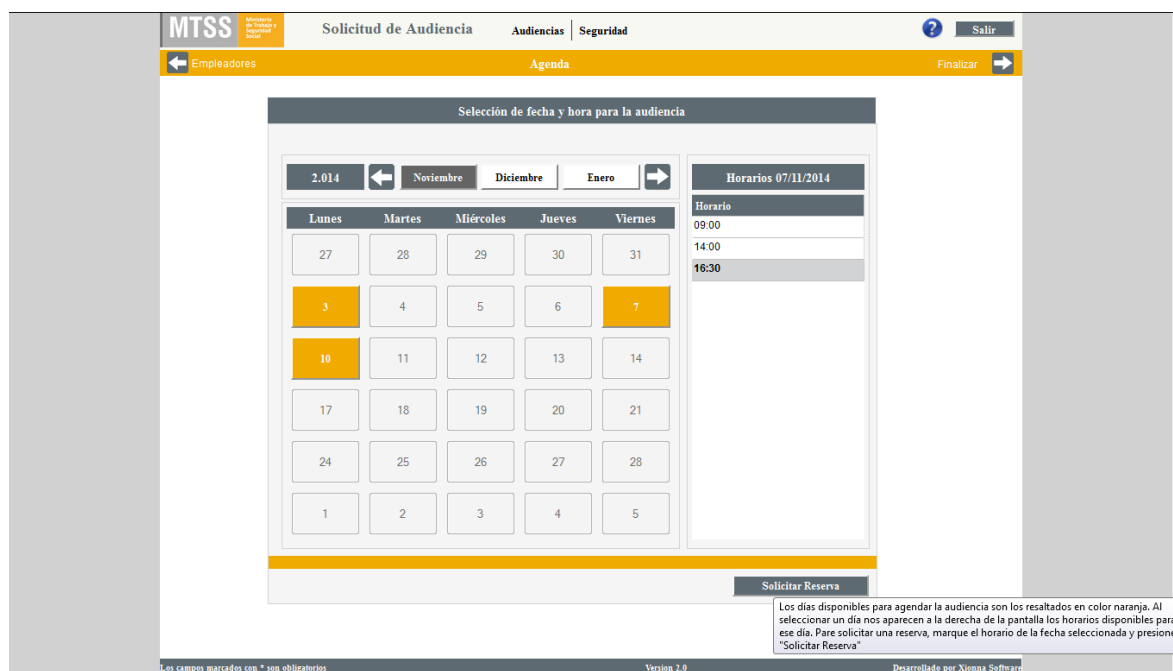 MTSS Ministerio de Trabajo y Seguridad Social Solicitud de Audiencia Audiencias Seguridad ? Salir
Empleadores Agenda Finalizar
Selección de fecha y hora para la audiencia
2.014 Noviembre Diciembre Enero Horarios 07/11/2014
Lunes Martes Miércoles Jueves Viernes
27 28 29 30 31
3 4 5 6 7
10 11 12 13 14
17 18 19 20 21
24 25 26 27 28
1 2 3 4 5
Horario
09:00
14:00
16:30
Solicitar Reserva
Los días disponibles para agendar la audiencia son los resaltados en color naranja. Al
seleccionar un día nos aparecen a la derecha de la pantalla los horarios disponibles para
ese día. Pare solicitar una reserva, marque el horario de la fecha seleccionada y presione
"Solicitar Reserva"
Los campos marcados con * son obligatorios Version 2.0 Desarrollado por Xionna Software